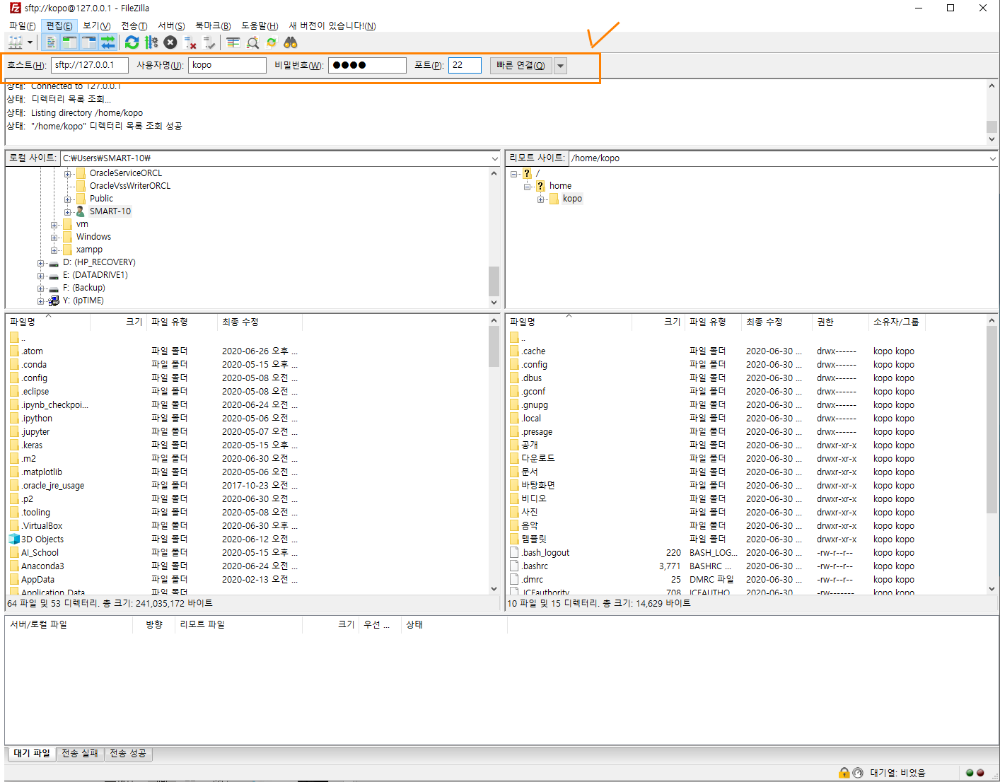 sftp://kopo@127.0.0.1 - FileZilla
파일(F) 편집(E) 보기(V) 전송(T) 서버(S) 북마크(B) 도움말(H) 새 버전이 있습니다!(N)
호스트(H): sftp://127.0.0.1 사용자명(U): kopo 비밀번호(W): ●●●● 포트(P): 22 빠른 연결(Q)
상태: Connected to 127.0.0.1
상태: 디렉터리 목록 조회...
상태: Listing directory /home/kopo
상태: "/home/kopo" 디렉터리 목록 조회 성공
로컬 사이트: C:₩Users₩SMART-10₩
OracleServiceORCL
OracleVssWriterORCL
Public
SMART-10
vm
Windows
xampp
D: (HP_RECOVERY)
E: (DATADRIVE1)
F: (Backup)
Y: (ipTIME)
리모트 사이트: /home/kopo
/
home
kopo
파일명 크기 파일 유형 최종 수정
..
.atom 파일 폴더 2020-06-26 오후 ...
.conda 파일 폴더 2020-05-15 오후 ...
.config 파일 폴더 2020-05-08 오전 ...
.eclipse 파일 폴더 2020-05-08 오전 ...
.ipynb_checkpoi... 파일 폴더 2020-06-24 오전 ...
.ipython 파일 폴더 2020-05-06 오전 ...
.jupyter 파일 폴더 2020-05-07 오전 ...
.keras 파일 폴더 2020-05-15 오후 ...
.m2 파일 폴더 2020-06-30 오전 ...
.matplotlib 파일 폴더 2020-05-06 오전 ...
.oracle_jre_usage 파일 폴더 2017-10-23 오전 ...
.p2 파일 폴더 2020-06-30 오전 ...
.tooling 파일 폴더 2020-05-08 오전 ...
.VirtualBox 파일 폴더 2020-06-30 오후 ...
3D Objects 파일 폴더 2020-06-12 오전 ...
AI_School 파일 폴더 2020-05-15 오후 ...
Anaconda3 파일 폴더 2020-06-24 오전 ...
AppData 파일 폴더 2020-02-13 오전 ...
Application Data 파일 폴더
64 파일 및 53 디렉터리. 총 크기: 241,035,172 바이트
파일명 크기 파일 유형 최종 수정 권한 소유자/그룹
..
.cache 파일 폴더 2020-06-30 ... drwx------ kopo kopo
.config 파일 폴더 2020-06-30 ... drwx------ kopo kopo
.dbus 파일 폴더 2020-06-30 ... drwx------ kopo kopo
.gconf 파일 폴더 2020-06-30 ... drwx------ kopo kopo
.gnupg 파일 폴더 2020-06-30 ... drwx------ kopo kopo
.local 파일 폴더 2020-06-30 ... drwx------ kopo kopo
.presage 파일 폴더 2020-06-30 ... drwx------ kopo kopo
공개 파일 폴더 2020-06-30 ... drwxr-xr-x kopo kopo
다운로드 파일 폴더 2020-06-30 ... drwxr-xr-x kopo kopo
문서 파일 폴더 2020-06-30 ... drwxr-xr-x kopo kopo
바탕화면 파일 폴더 2020-06-30 ... drwxr-xr-x kopo kopo
비디오 파일 폴더 2020-06-30 ... drwxr-xr-x kopo kopo
사진 파일 폴더 2020-06-30 ... drwxr-xr-x kopo kopo
음악 파일 폴더 2020-06-30 ... drwxr-xr-x kopo kopo
템플릿 파일 폴더 2020-06-30 ... drwxr-xr-x kopo kopo
.bash_logout 220 BASH_LOG... 2020-06-30 ... -rw-r--r-- kopo kopo
.bashrc 3,771 BASHRC ... 2020-06-30 ... -rw-r--r-- kopo kopo
.dmrc 25 DMRC 파일 2020-06-30 ... -rw-r--r-- kopo kopo
.ICEauthority 708 ICEAUTHO... 2020-06-30 ... -rw------- kopo kopo
10 파일 및 15 디렉터리. 총 크기: 14,629 바이트
서버/로컬 파일 방향 리모트 파일 크기 우선 ... 상태
대기 파일 전송 실패 전송 성공
대기열: 비었음